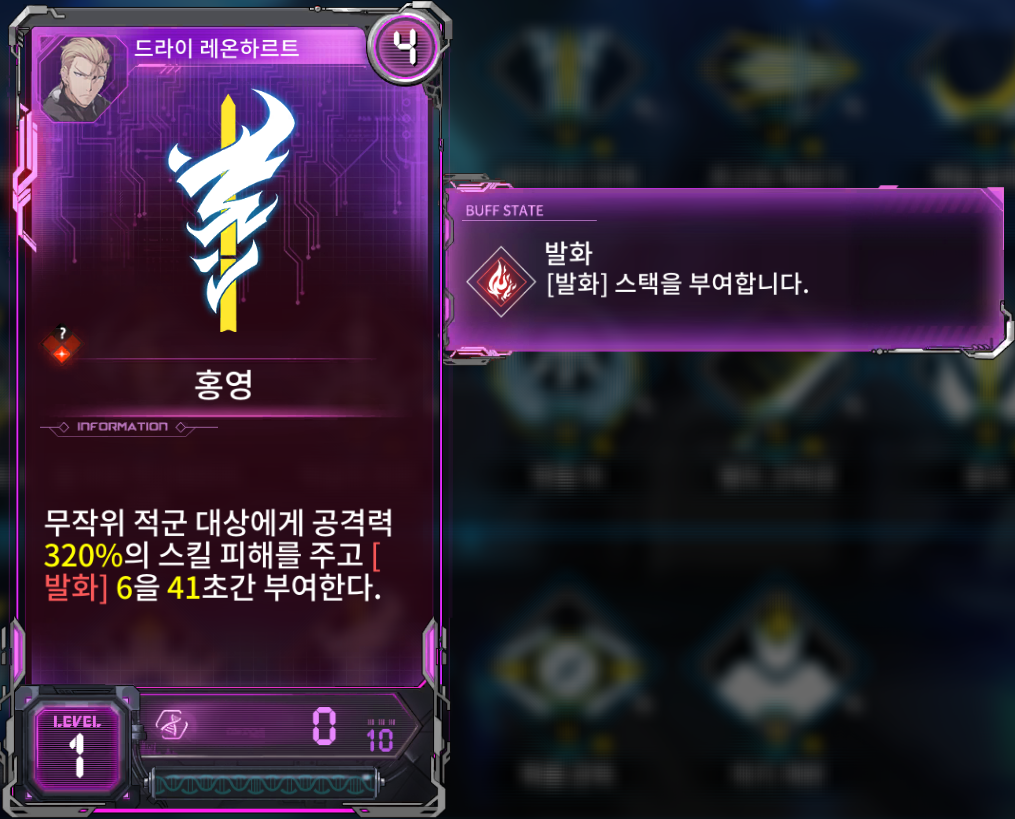 드라이 레온하르트
4
?
홍영
INFORMATION
무작위 적군 대상에게 공격력
320%의 스킬 피해를 주고 [
발화] 6을 41초간 부여한다.
LEVEL
1
0
10
BUFF STATE
발화
[발화] 스택을 부여합니다.